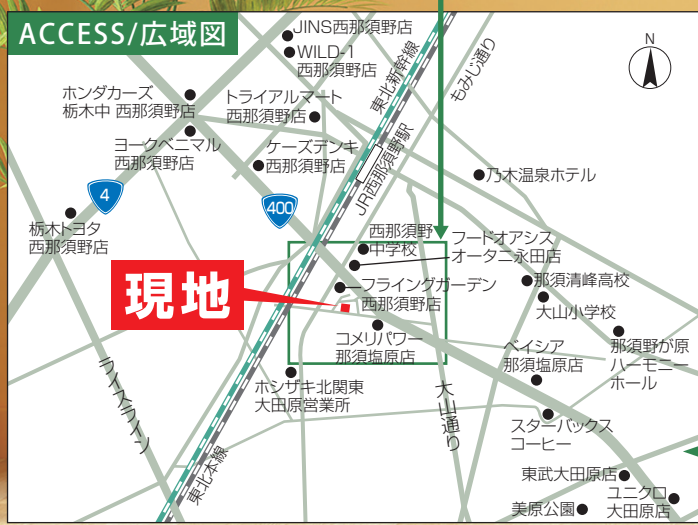 ACCESS/広域図
JINS西那須野店
WILD-1
西那須野店
東北新幹線
もみじ通り
N
ホンダカーズ
栃木中 西那須野店
トライアルマート
西那須野店
ヨークベニマル
西那須野店
ケーズデンキ
西那須野店
JR西那須野駅
乃木温泉ホテル
4
400
栃木トヨタ
西那須野店
西那須野
中学校
フードオアシス
オータニ永田店
現地
フライングガーデン
西那須野店
那須清峰高校
大山小学校
コメリパワー
那須塩原店
ベイシア
那須塩原店
那須野が原
ハーモニー
ホール
ライスライン
ホシザキ北関東
大田原営業所
大山通り
スターバックス
コーヒー
東北本線
東武大田原店
ユニクロ
大田原店
美原公園